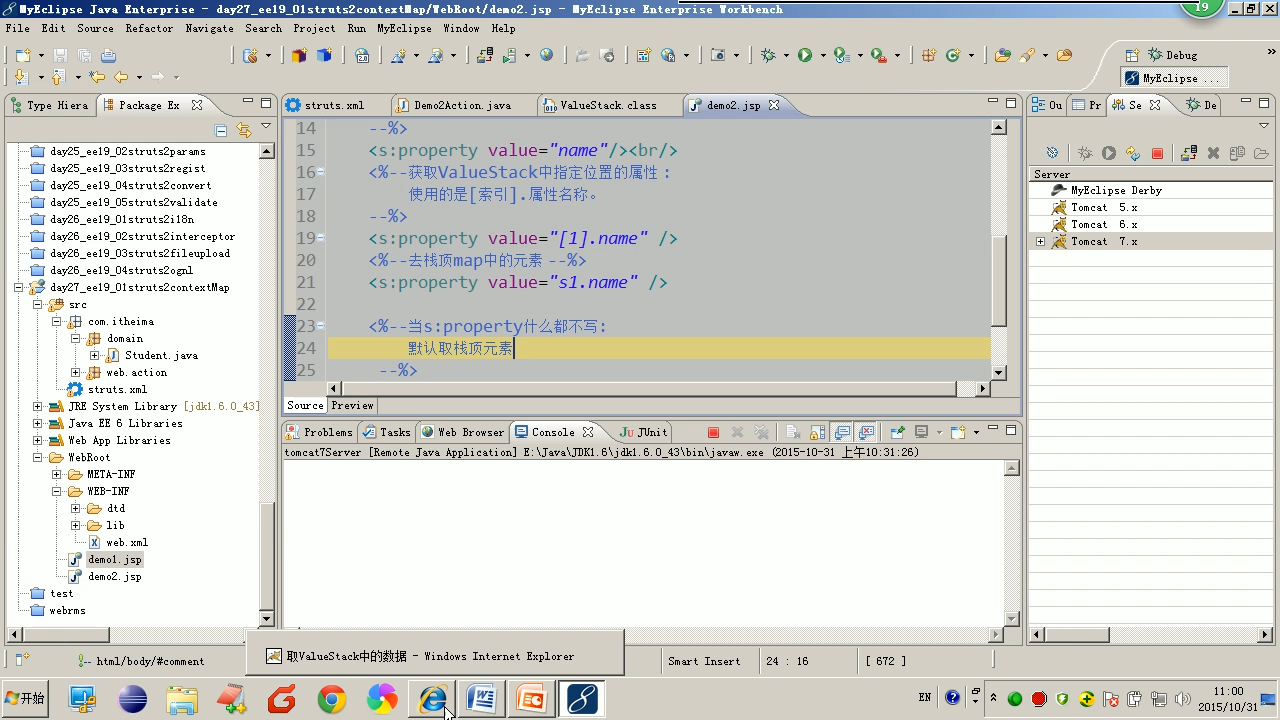 MyEclipse Java Enterprise - day27_ee19_01struts2contextMap/WebRoot/demo2.jsp - MyEclipse Enterprise Workbench
19
File Edit Source Refactor Navigate Search Project Run MyEclipse Window Help
Debug
MyEclipse ...
Type Hiera
Package Ex
struts.xml
Demo2Action.java
ValueStack.class
demo2.jsp
Ou
Pr
Se
De
day25_ee19_02struts2params
day25_ee19_03struts2regist
day25_ee19_04struts2convert
day25_ee19_05struts2validate
day26_ee19_01struts2i18n
day26_ee19_02struts2interceptor
day26_ee19_03struts2fileupload
day26_ee19_04struts2ognl
day27_ee19_01struts2contextMap
src
com.itheima
domain
Student.java
web.action
struts.xml
JRE System Library [jdk1.6.0_43]
Java EE 6 Libraries
Web App Libraries
WebRoot
META-INF
WEB-INF
dtd
lib
web.xml
demo1.jsp
demo2.jsp
test
webrms
14 --%>
15 <s:property value="name"/><br/>
16 <%--获取ValueStack中指定位置的属性：
17 使用的是[索引].属性名称。
18 --%>
19 <s:property value="[1].name" />
20 <%--去栈顶map中的元素 --%>
21 <s:property value="s1.name" />
22
23 <%--当s:property什么都不写:
24 默认取栈顶元素
25 --%>
Source Preview
Problems Tasks Web Browser Console JUnit
tomcat7Server [Remote Java Application] E:\Java\JDK1.6\jdk1.6.0_43\bin\javaw.exe (2015-10-31 上午10:31:26)
Server
MyEclipse Derby
Tomcat 5.x
Tomcat 6.x
Tomcat 7.x
html/body/#comment
取ValueStack中的数据 - Windows Internet Explorer
Smart Insert
24 : 16
[ 672 ]
开始
EN
11:00
2015/10/31